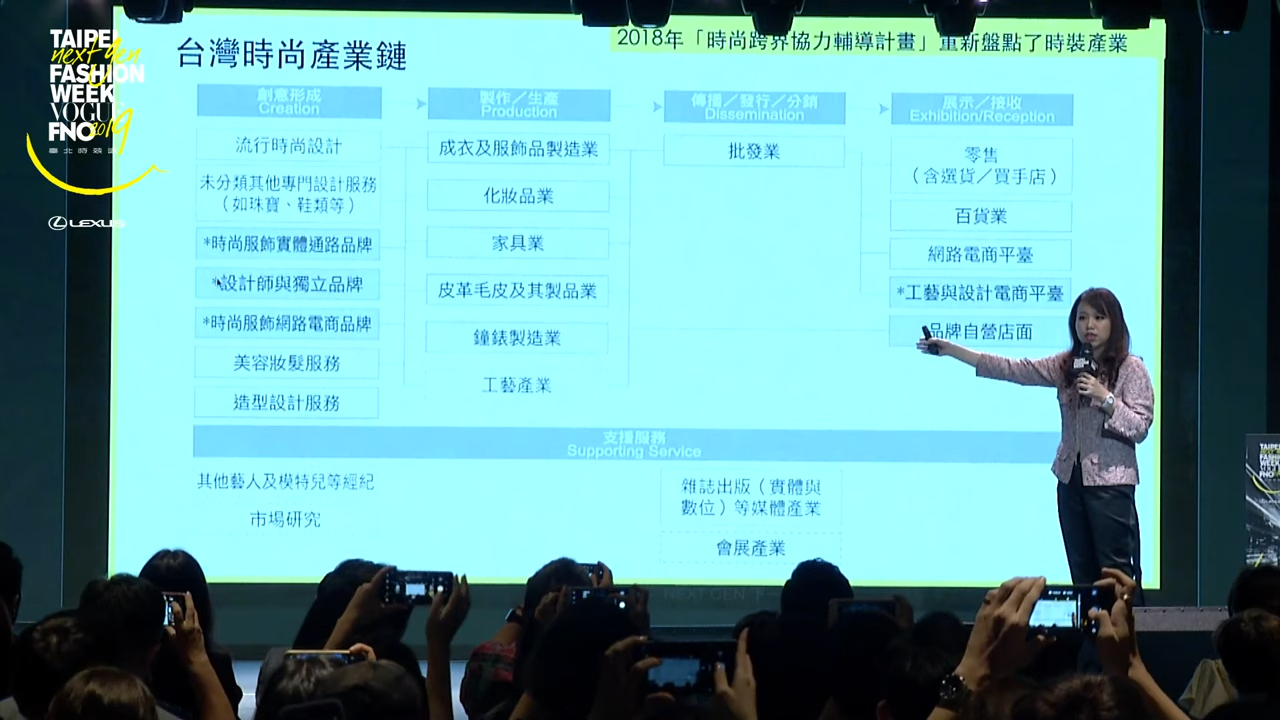 TAIPEI
next gen
FASHION
WEEK
VOGUE
FNO 2019
LEXUS
台灣時尚產業鏈
2018年「時尚跨界協力輔導計畫」重新盤點了時裝產業
創意形成
Creation
流行時尚設計
未分類其他專門設計服務
（如珠寶、鞋類等）
*時尚服飾實體通路品牌
*設計師與獨立品牌
*時尚服飾網路電商品牌
美容妝髮服務
造型設計服務
製作／生產
Production
成衣及服飾品製造業
化妝品業
家具業
皮革毛皮及其製品業
鐘錶製造業
工藝產業
傳播／發行／分銷
Dissemination
批發業
展示／接收
Exhibition/Reception
零售
（含選貨／買手店）
百貨業
網路電商平臺
*工藝與設計電商平臺
品牌自營店面
支援服務
Supporting Service
其他藝人及模特兒等經紀
市場研究
雜誌出版（實體與
數位）等媒體產業
會展產業